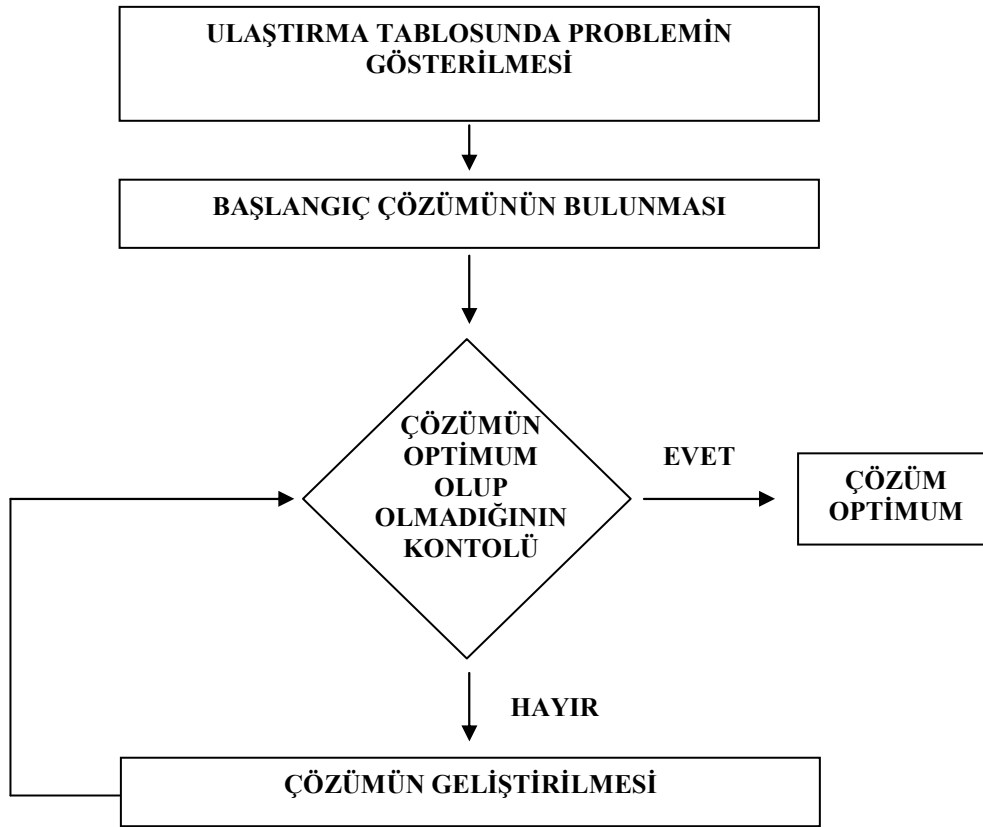 ULAŞTIRMA TABLOSUNDA PROBLEMİN
GÖSTERİLMESİ
BAŞLANGIÇ ÇÖZÜMÜNÜN BULUNMASI
ÇÖZÜMÜN
OPTİMUM
OLUP
OLMADIĞININ
KONTOLÜ
EVET
ÇÖZÜM
OPTİMUM
HAYIR
ÇÖZÜMÜN GELİŞTİRİLMESİ